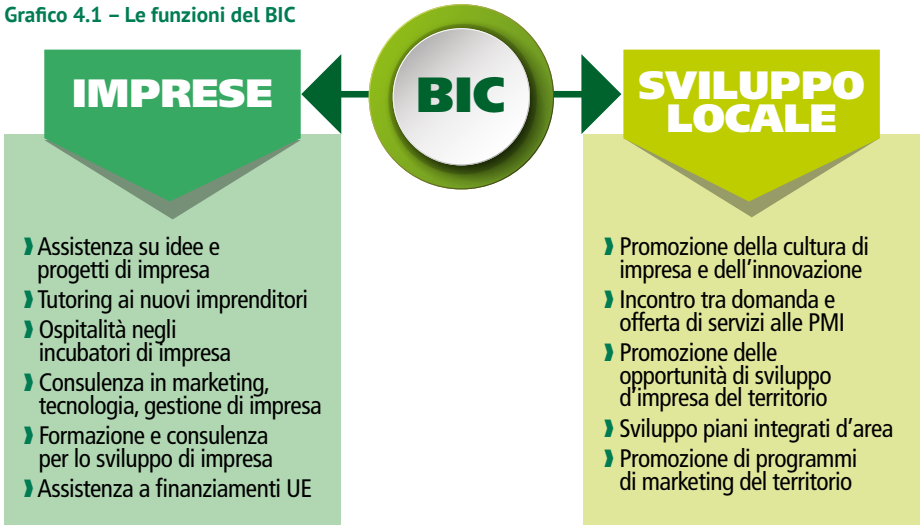 Grafico 4.1 – Le funzioni del BIC
IMPRESE
BIC
SVILUPPO
LOCALE
❱ Assistenza su idee e
progetti di impresa
❱ Tutoring ai nuovi imprenditori
❱ Ospitalità negli
incubatori di impresa
❱ Consulenza in marketing,
tecnologia, gestione di impresa
❱ Formazione e consulenza
per lo sviluppo di impresa
❱ Assistenza a finanziamenti UE
❱ Promozione della cultura di
impresa e dell’innovazione
❱ Incontro tra domanda e
offerta di servizi alle PMI
❱ Promozione delle
opportunità di sviluppo
d’impresa del territorio
❱ Sviluppo piani integrati d’area
❱ Promozione di programmi
di marketing del territorio